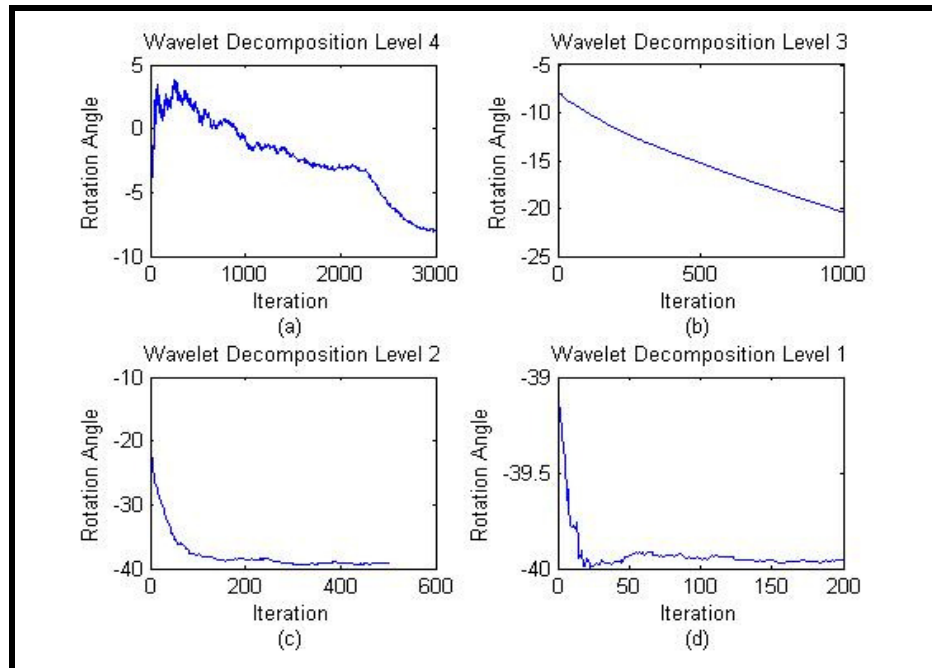 Wavelet Decomposition Level 4
5
0
-5
-10
Rotation Angle
0 1000 2000 3000
Iteration
(a)
Wavelet Decomposition Level 3
-5
-10
-15
-20
-25
Rotation Angle
0 500 1000
Iteration
(b)
Wavelet Decomposition Level 2
-10
-20
-30
-40
Rotation Angle
0 200 400 600
Iteration
(c)
Wavelet Decomposition Level 1
-39
-39.5
-40
Rotation Angle
0 50 100 150 200
Iteration
(d)